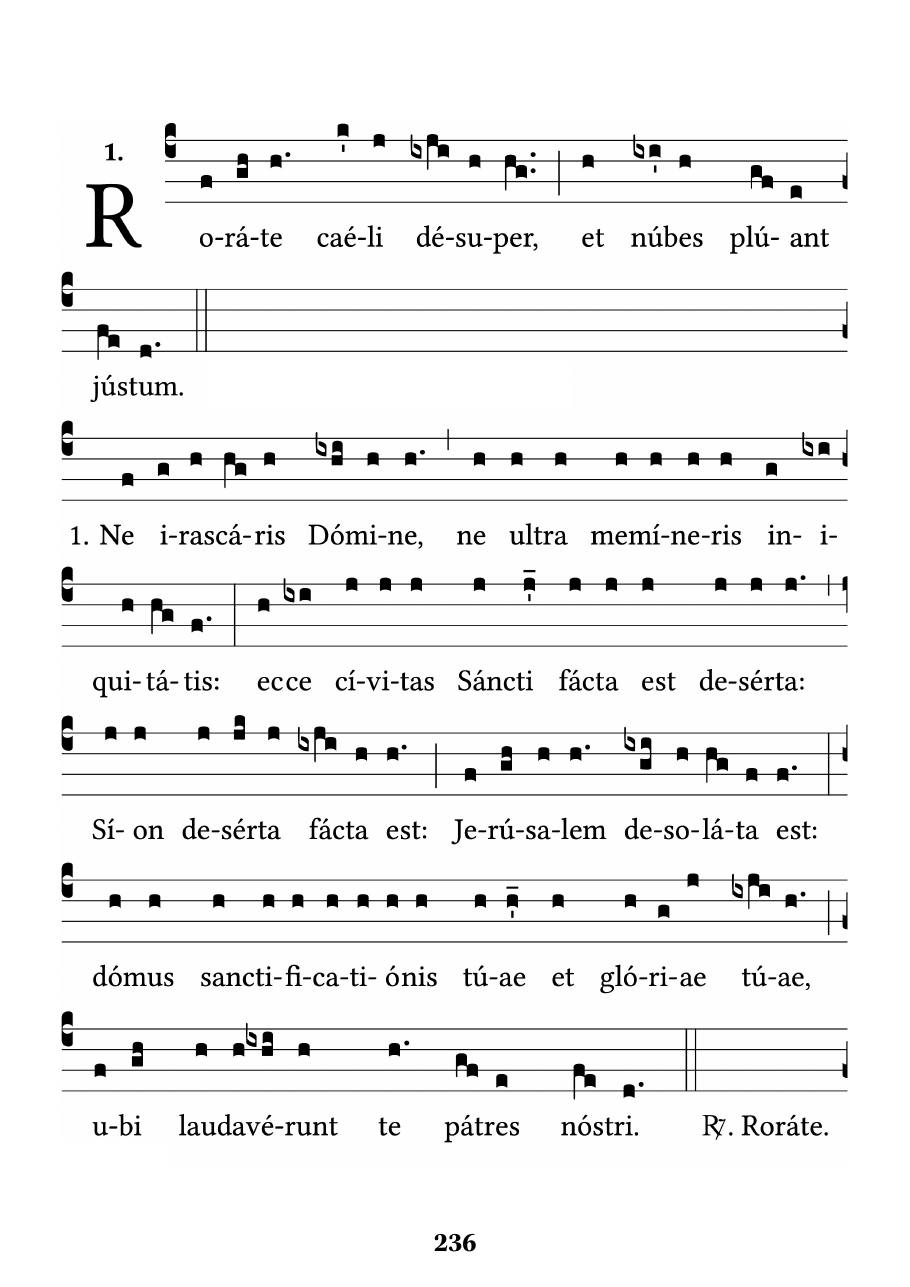 1.
Ro-rá-te caé-li dé-su-per, et núbes plú-ant
jústum.
1. Ne i-rascá-ris Dómi-ne, ne ultra memí-ne-ris in-i-
qui-tá-tis: ecce cí-vi-tas Sáncti fácta est de-sérta:
Sí-on de-sérta fácta est: Je-rú-sa-lem de-so-lá-ta est:
dómus sancti-fi-ca-ti-ónis tú-ae et gló-ri-ae tú-ae,
u-bi laudavé-runt te pátres nóstri. ℟. Roráte.
236